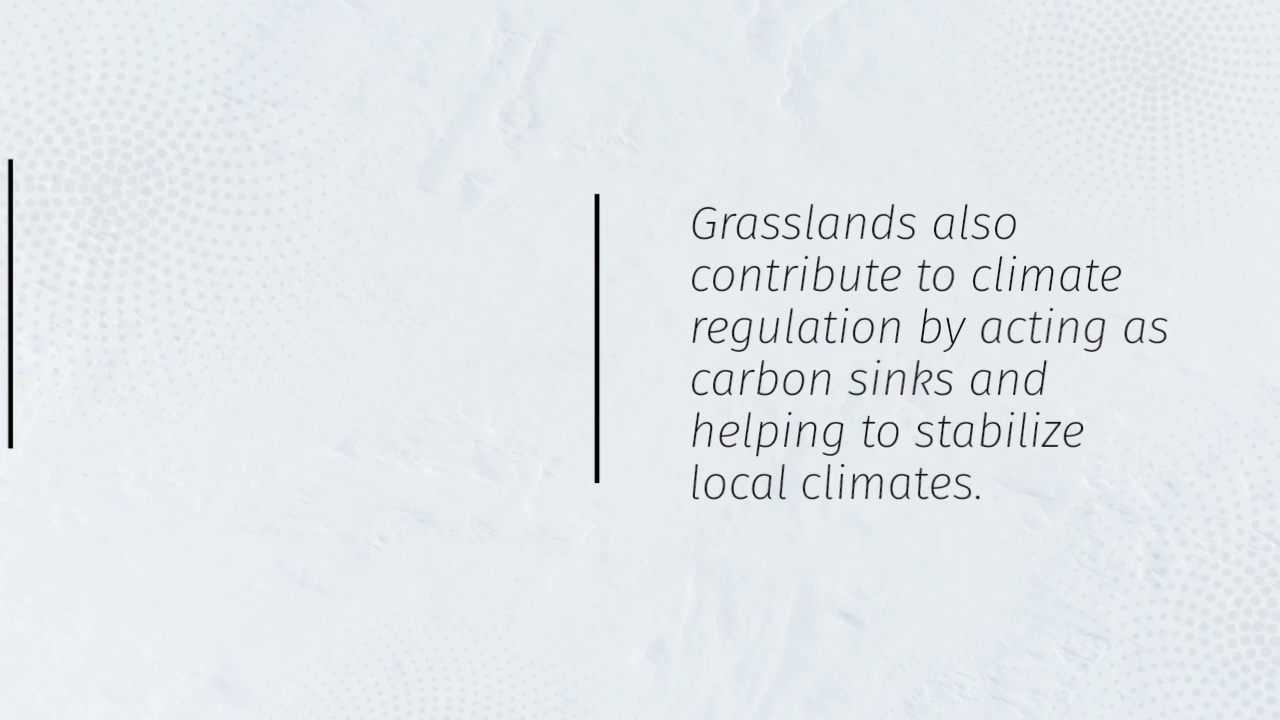 Grasslands also
contribute to climate
regulation by acting as
carbon sinks and
helping to stabilize
local climates.